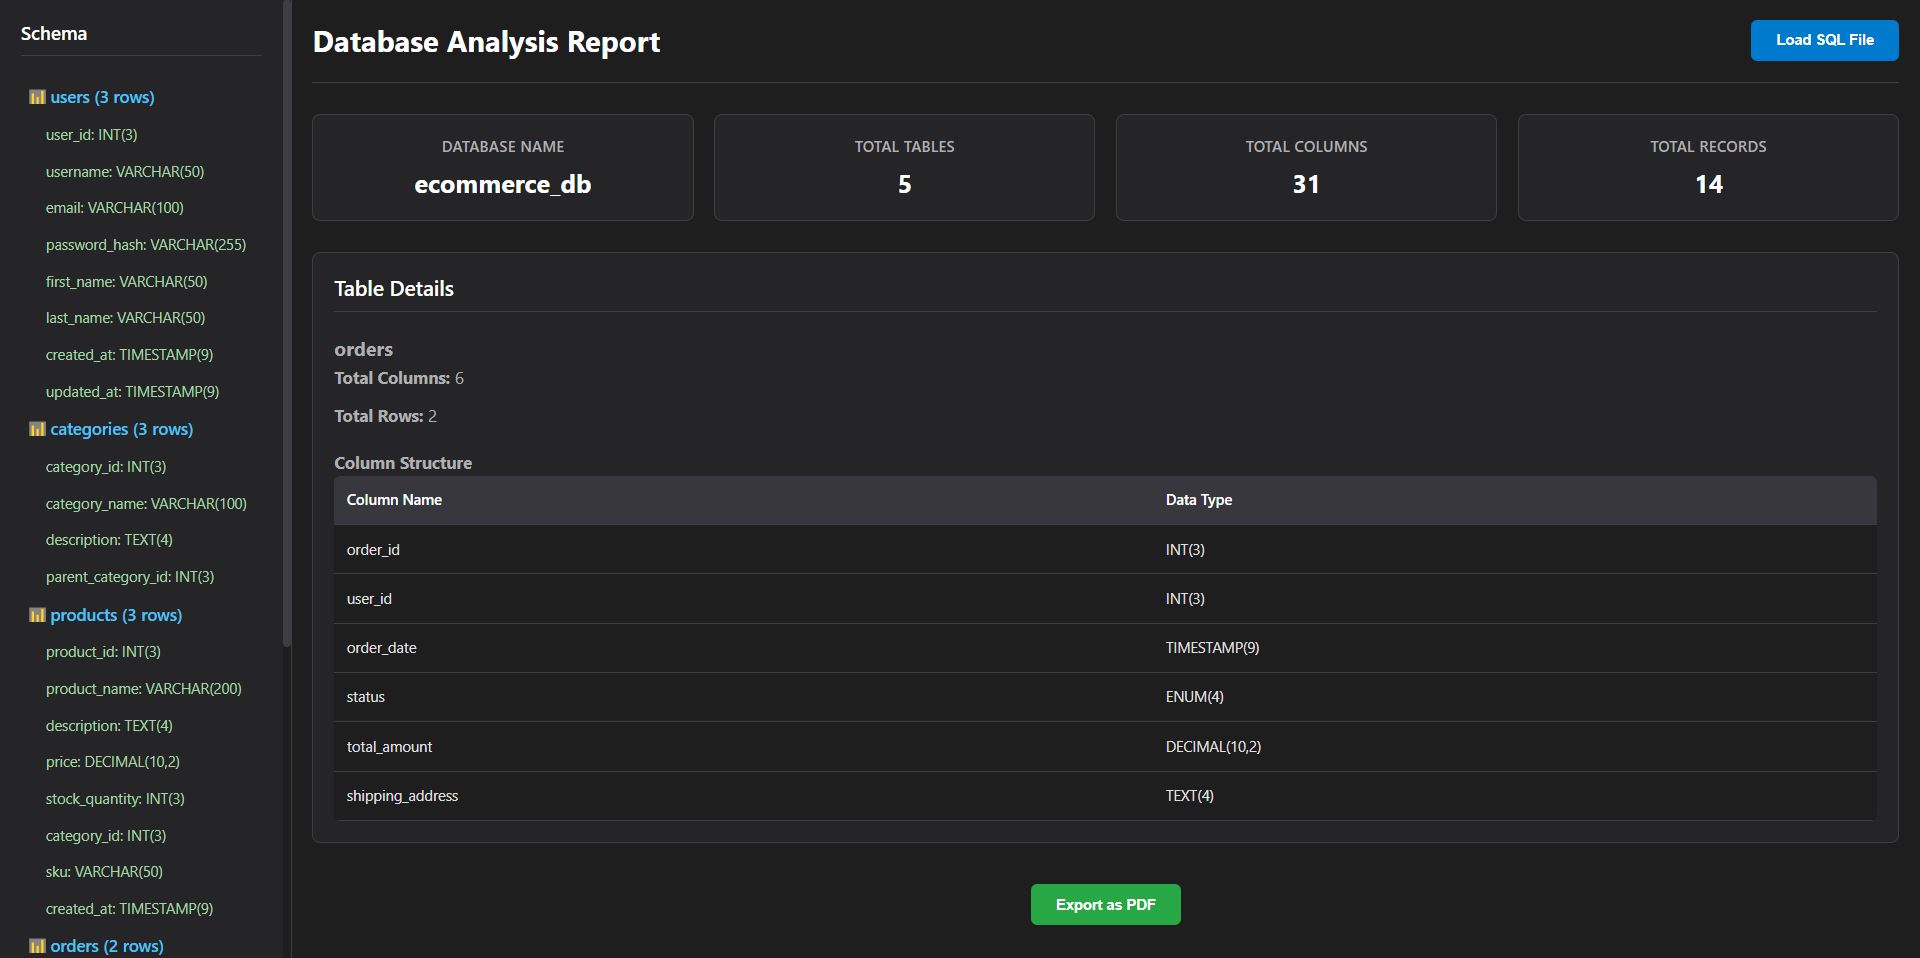 Schema
users (3 rows)
user_id: INT(3)
username: VARCHAR(50)
email: VARCHAR(100)
password_hash: VARCHAR(255)
first_name: VARCHAR(50)
last_name: VARCHAR(50)
created_at: TIMESTAMP(9)
updated_at: TIMESTAMP(9)
categories (3 rows)
category_id: INT(3)
category_name: VARCHAR(100)
description: TEXT(4)
parent_category_id: INT(3)
products (3 rows)
product_id: INT(3)
product_name: VARCHAR(200)
description: TEXT(4)
price: DECIMAL(10,2)
stock_quantity: INT(3)
category_id: INT(3)
sku: VARCHAR(50)
created_at: TIMESTAMP(9)
orders (2 rows)
Database Analysis Report
Load SQL File
DATABASE NAME
ecommerce_db
TOTAL TABLES
5
TOTAL COLUMNS
31
TOTAL RECORDS
14
Table Details
orders
Total Columns: 6
Total Rows: 2
Column Structure
Column Name Data Type
order_id INT(3)
user_id INT(3)
order_date TIMESTAMP(9)
status ENUM(4)
total_amount DECIMAL(10,2)
shipping_address TEXT(4)
Export as PDF